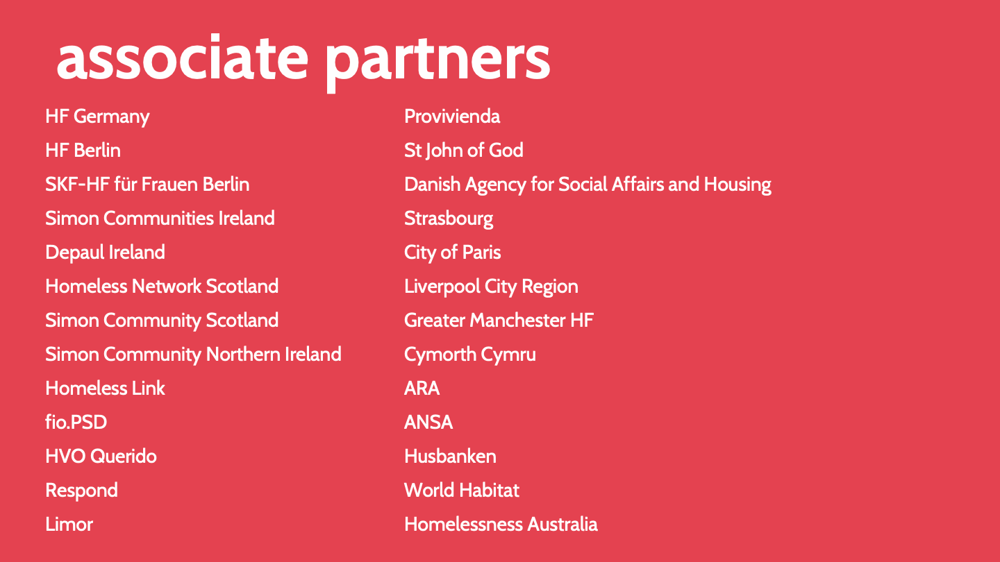 associate partners
HF Germany
HF Berlin
SKF-HF für Frauen Berlin
Simon Communities Ireland
Depaul Ireland
Homeless Network Scotland
Simon Community Scotland
Simon Community Northern Ireland
Homeless Link
fio.PSD
HVO Querido
Respond
Limor
Provivienda
St John of God
Danish Agency for Social Affairs and Housing
Strasbourg
City of Paris
Liverpool City Region
Greater Manchester HF
Cymorth Cymru
ARA
ANSA
Husbanken
World Habitat
Homelessness Australia